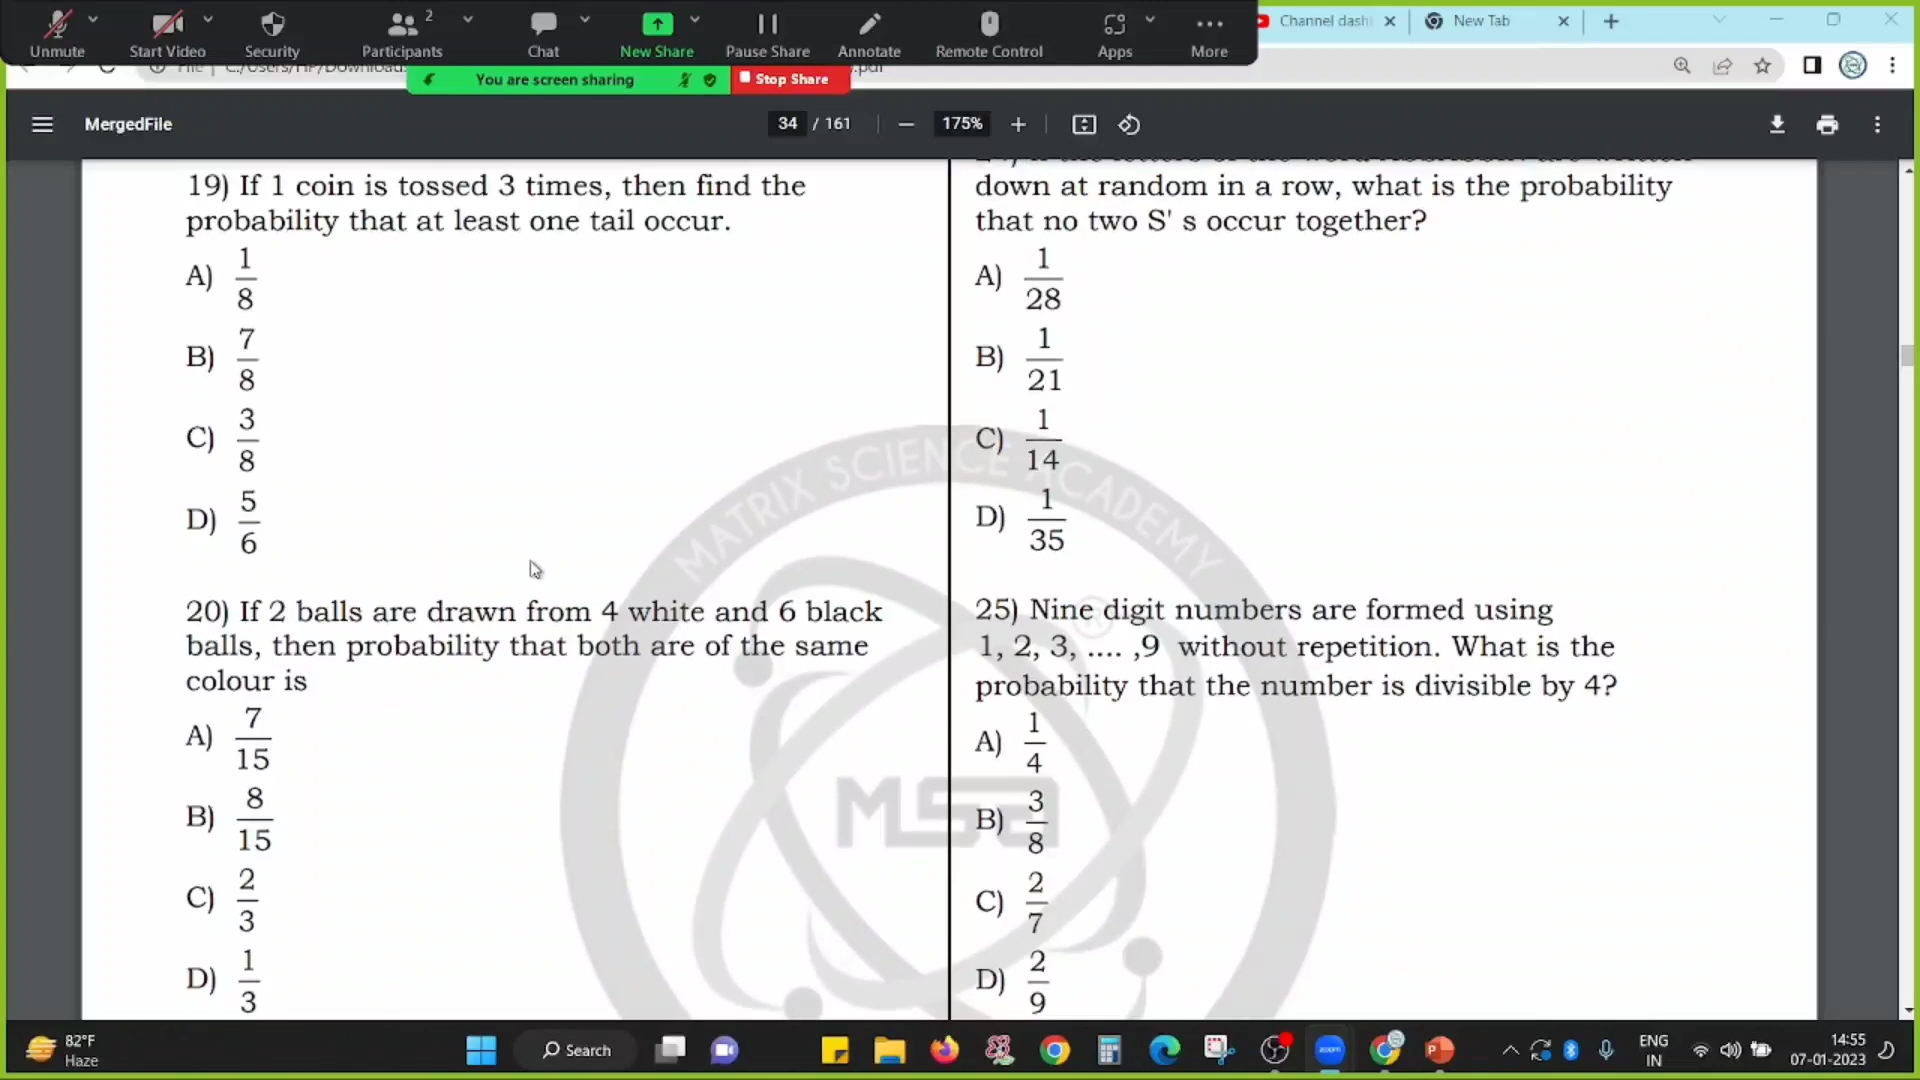 Unmute
Start Video
Security
Participants
2
Chat
New Share
Pause Share
Annotate
Remote Control
Apps
More
Channel dash
New Tab
You are screen sharing
Stop Share
.pdf
MergedFile
34 / 161
175%
19) If 1 coin is tossed 3 times, then find the
probability that at least one tail occur.
A) 1/8
B) 7/8
C) 3/8
D) 5/6
20) If 2 balls are drawn from 4 white and 6 black
balls, then probability that both are of the same
colour is
A) 7/15
B) 8/15
C) 2/3
D) 1/3
down at random in a row, what is the probability
that no two S' s occur together?
A) 1/28
B) 1/21
C) 1/14
D) 1/35
25) Nine digit numbers are formed using
1, 2, 3, .... ,9 without repetition. What is the
probability that the number is divisible by 4?
A) 1/4
B) 3/8
C) 2/7
D) 2/9
MATRIX SCIENCE ACADEMY
®
MSa
82°F
Haze
Search
zoom
ENG
IN
14:55
07-01-2023